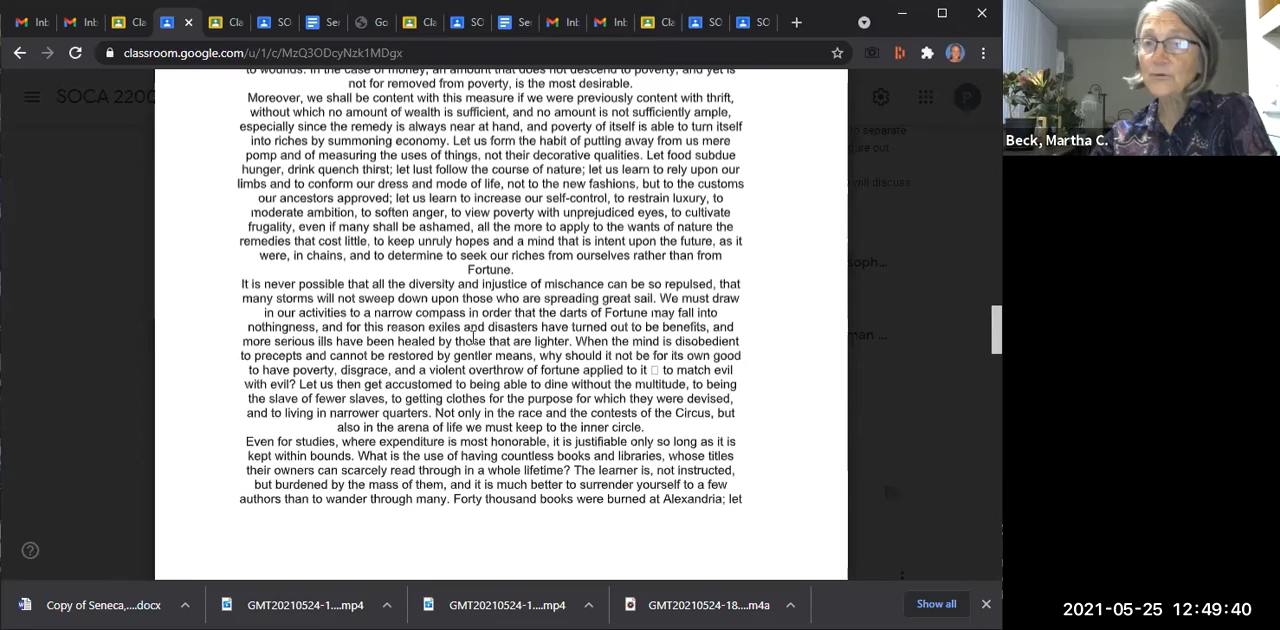 Inb
Inb
Cla
Cla
SO
Ser
Go
Cla
SO
Ser
Inb
Inb
Cla
SO
SO
classroom.google.com/u/1/c/MzQ3ODcyNzk1MDgx
SOCA 2200
P
to wounds. In the case of money, an amount that does not descend to poverty, and yet is
not far removed from poverty, is the most desirable.
Moreover, we shall be content with this measure if we were previously content with thrift,
without which no amount of wealth is sufficient, and no amount is not sufficiently ample,
especially since the remedy is always near at hand, and poverty of itself is able to turn itself
into riches by summoning economy. Let us form the habit of putting away from us mere
pomp and of measuring the uses of things, not their decorative qualities. Let food subdue
hunger, drink quench thirst; let lust follow the course of nature; let us learn to rely upon our
limbs and to conform our dress and mode of life, not to the new fashions, but to the customs
our ancestors approved; let us learn to increase our self-control, to restrain luxury, to
moderate ambition, to soften anger, to view poverty with unprejudiced eyes, to cultivate
frugality, even if many shall be ashamed, all the more to apply to the wants of nature the
remedies that cost little, to keep unruly hopes and a mind that is intent upon the future, as it
were, in chains, and to determine to seek our riches from ourselves rather than from
Fortune.
It is never possible that all the diversity and injustice of mischance can be so repulsed, that
many storms will not sweep down upon those who are spreading great sail. We must draw
in our activities to a narrow compass in order that the darts of Fortune may fall into
nothingness, and for this reason exiles and disasters have turned out to be benefits, and
more serious ills have been healed by those that are lighter. When the mind is disobedient
to precepts and cannot be restored by gentler means, why should it not be for its own good
to have poverty, disgrace, and a violent overthrow of fortune applied to it □ to match evil
with evil? Let us then get accustomed to being able to dine without the multitude, to being
the slave of fewer slaves, to getting clothes for the purpose for which they were devised,
and to living in narrower quarters. Not only in the race and the contests of the Circus, but
also in the arena of life we must keep to the inner circle.
Even for studies, where expenditure is most honorable, it is justifiable only so long as it is
kept within bounds. What is the use of having countless books and libraries, whose titles
their owners can scarcely read through in a whole lifetime? The learner is, not instructed,
but burdened by the mass of them, and it is much better to surrender yourself to a few
authors than to wander through many. Forty thousand books were burned at Alexandria; let
separate
out
will discuss
soph...
man ...
Beck, Martha C.
Copy of Seneca,....docx
GMT20210524-1....mp4
GMT20210524-1....mp4
GMT20210524-18....m4a
Show all
2021-05-25 12:49:40